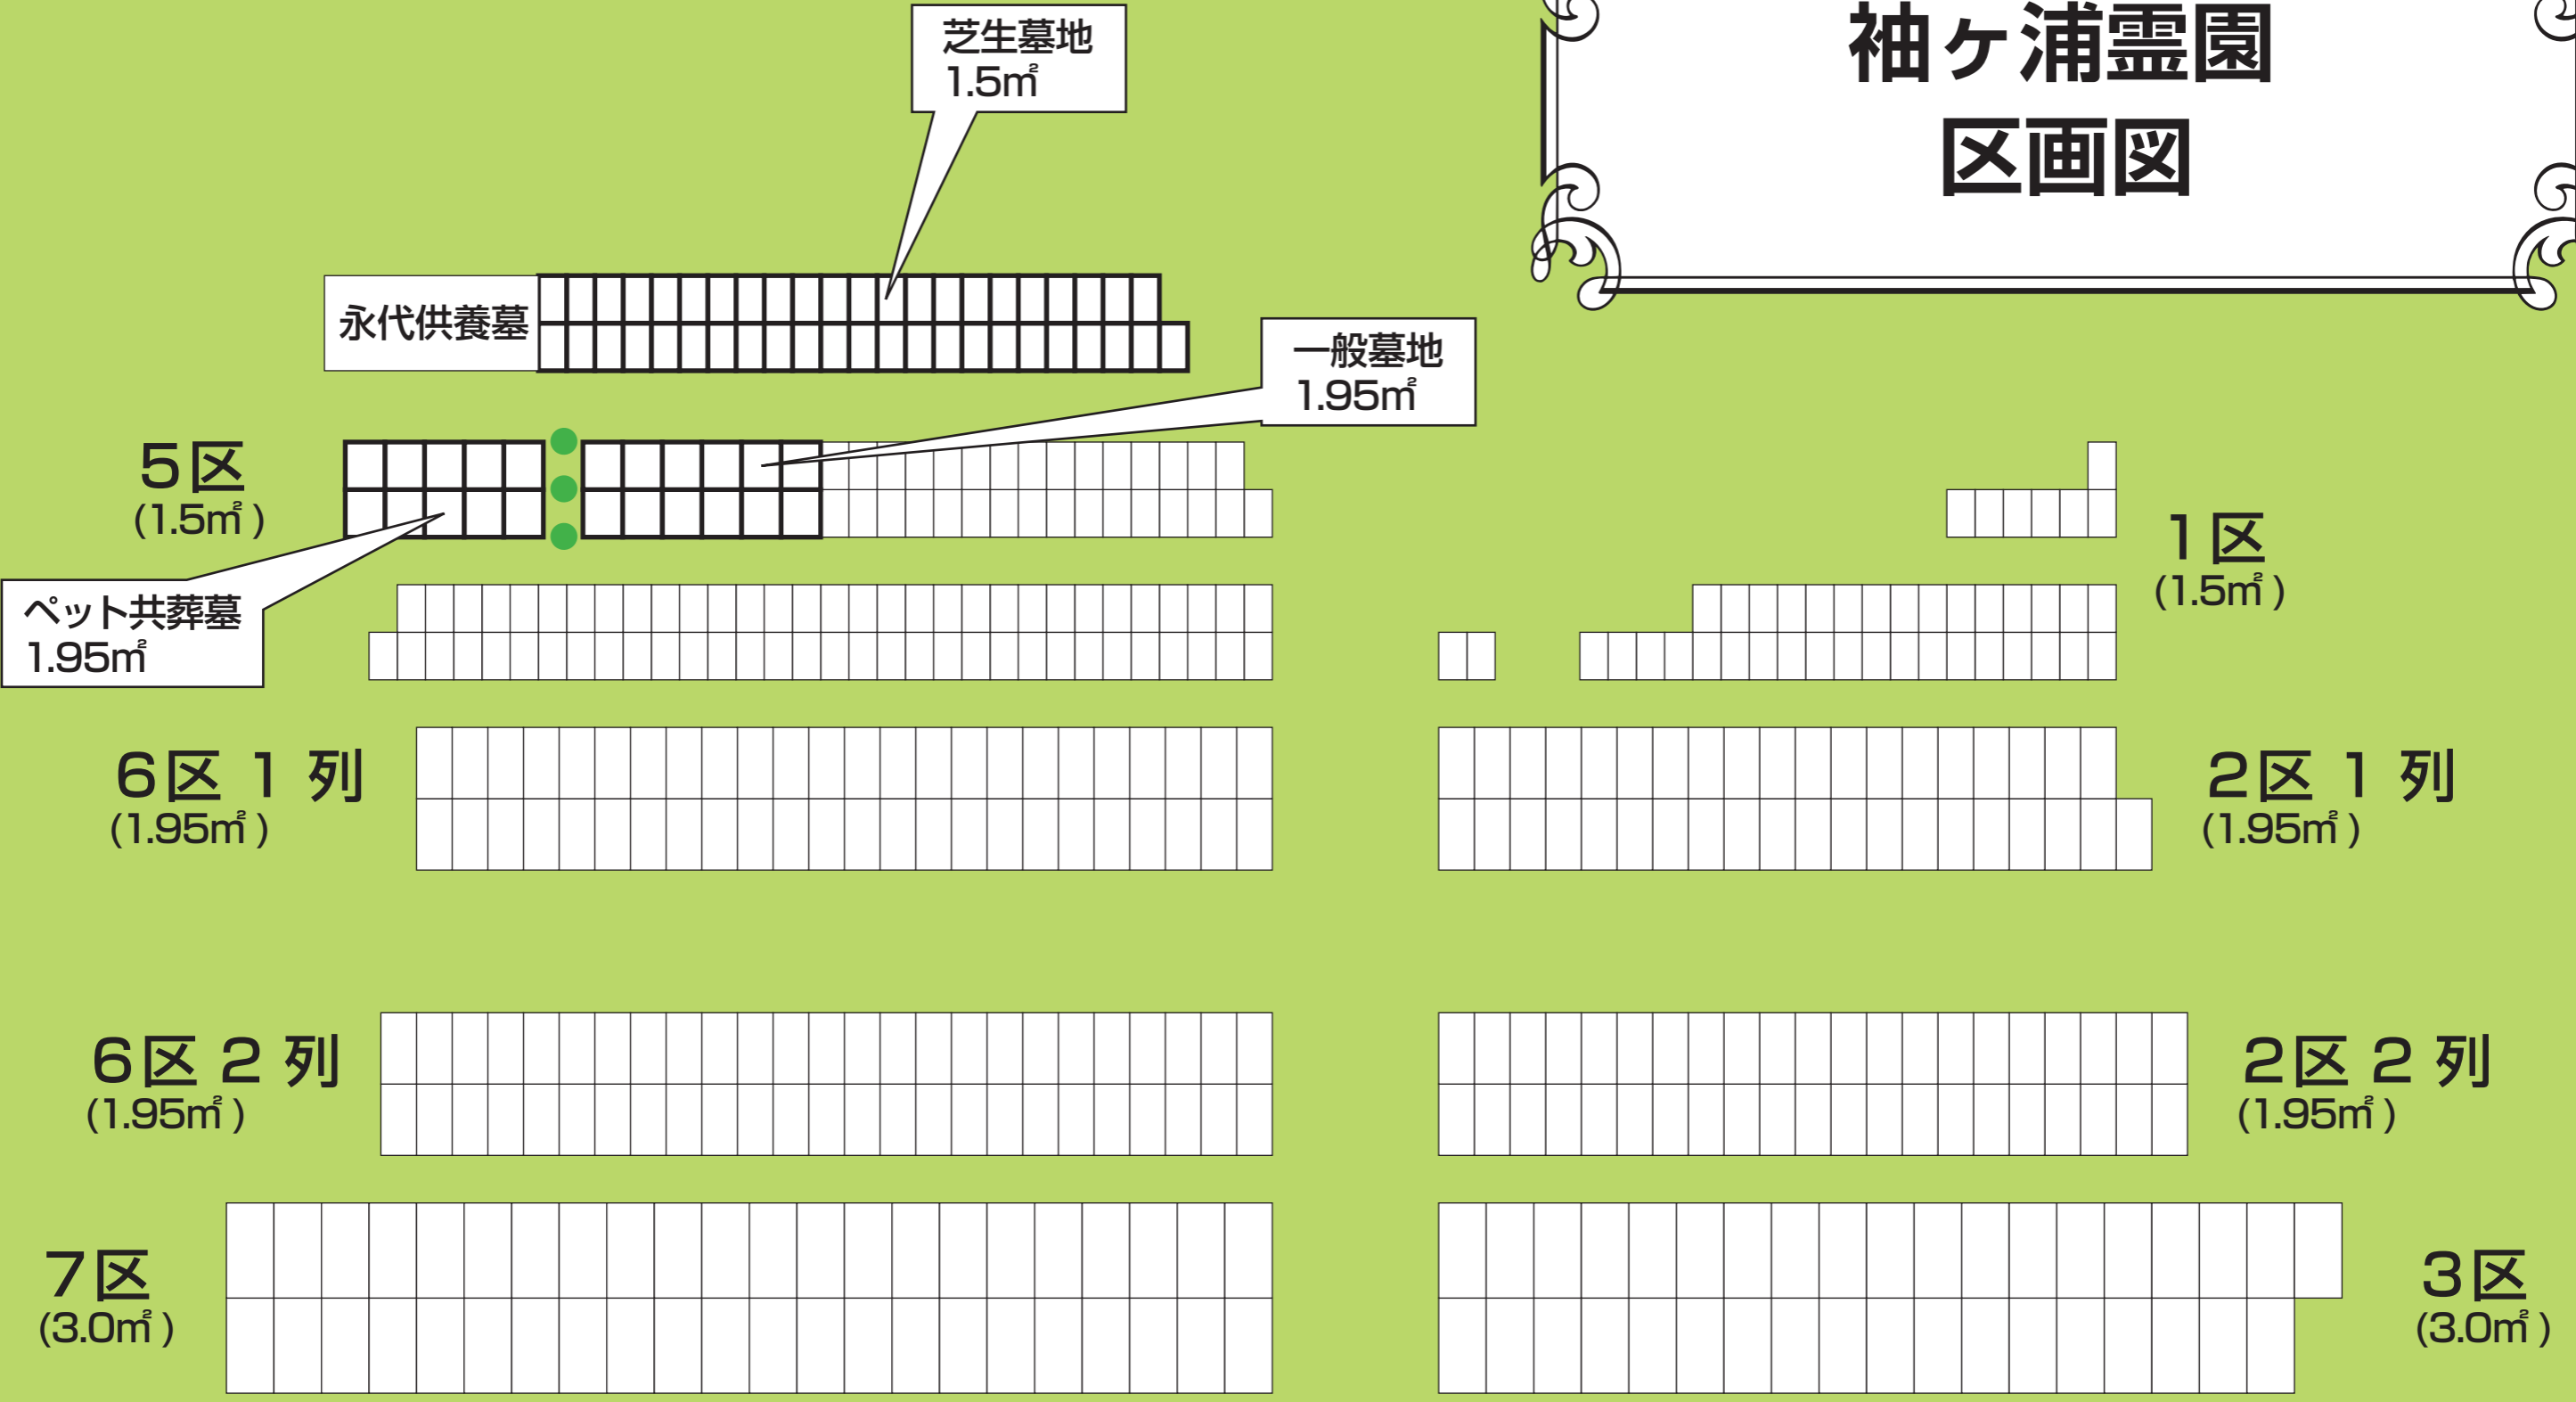 袖ヶ浦霊園
区画図
芝生墓地
1.5㎡
永代供養墓
一般墓地
1.95㎡
5区
(1.5㎡)
ペット共葬墓
1.95㎡
1区
(1.5㎡)
6区 1 列
(1.95㎡)
2区 1 列
(1.95㎡)
6区 2 列
(1.95㎡)
2区 2 列
(1.95㎡)
7区
(3.0㎡)
3区
(3.0㎡)